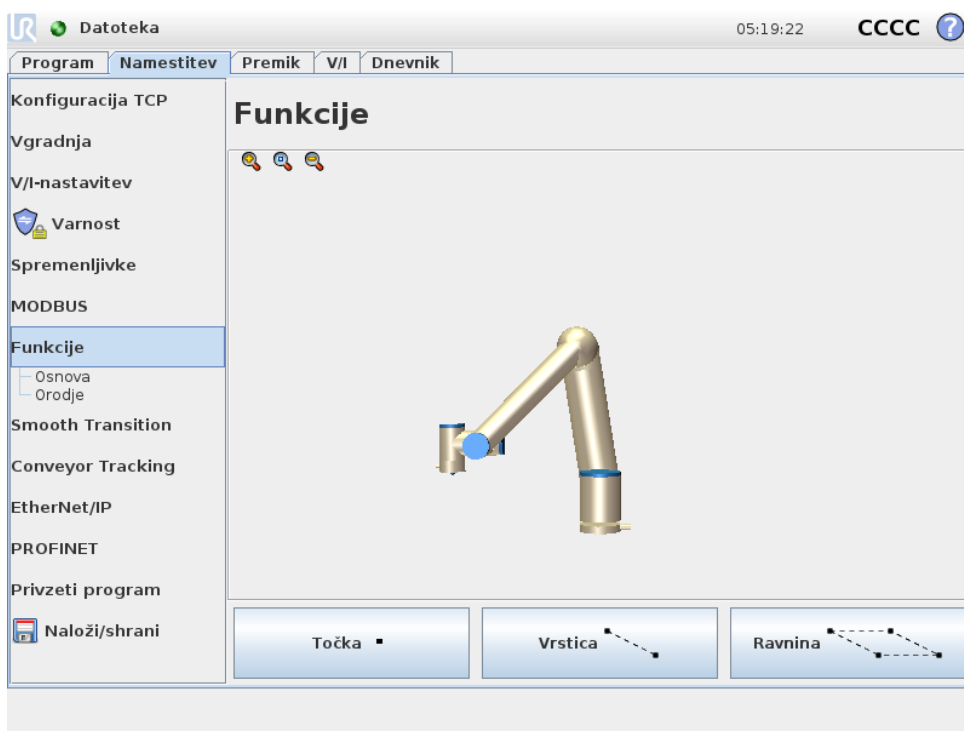 UR Datoteka 05:19:22 CCCC ?
Program Namestitev Premik V/I Dnevnik
Konfiguracija TCP
Vgradnja
V/I-nastavitev
Varnost
Spremenljivke
MODBUS
Funkcije
Osnova
Orodje
Smooth Transition
Conveyor Tracking
EtherNet/IP
PROFINET
Privzeti program
Naloži/shrani
Funkcije
Točka
Vrstica
Ravnina